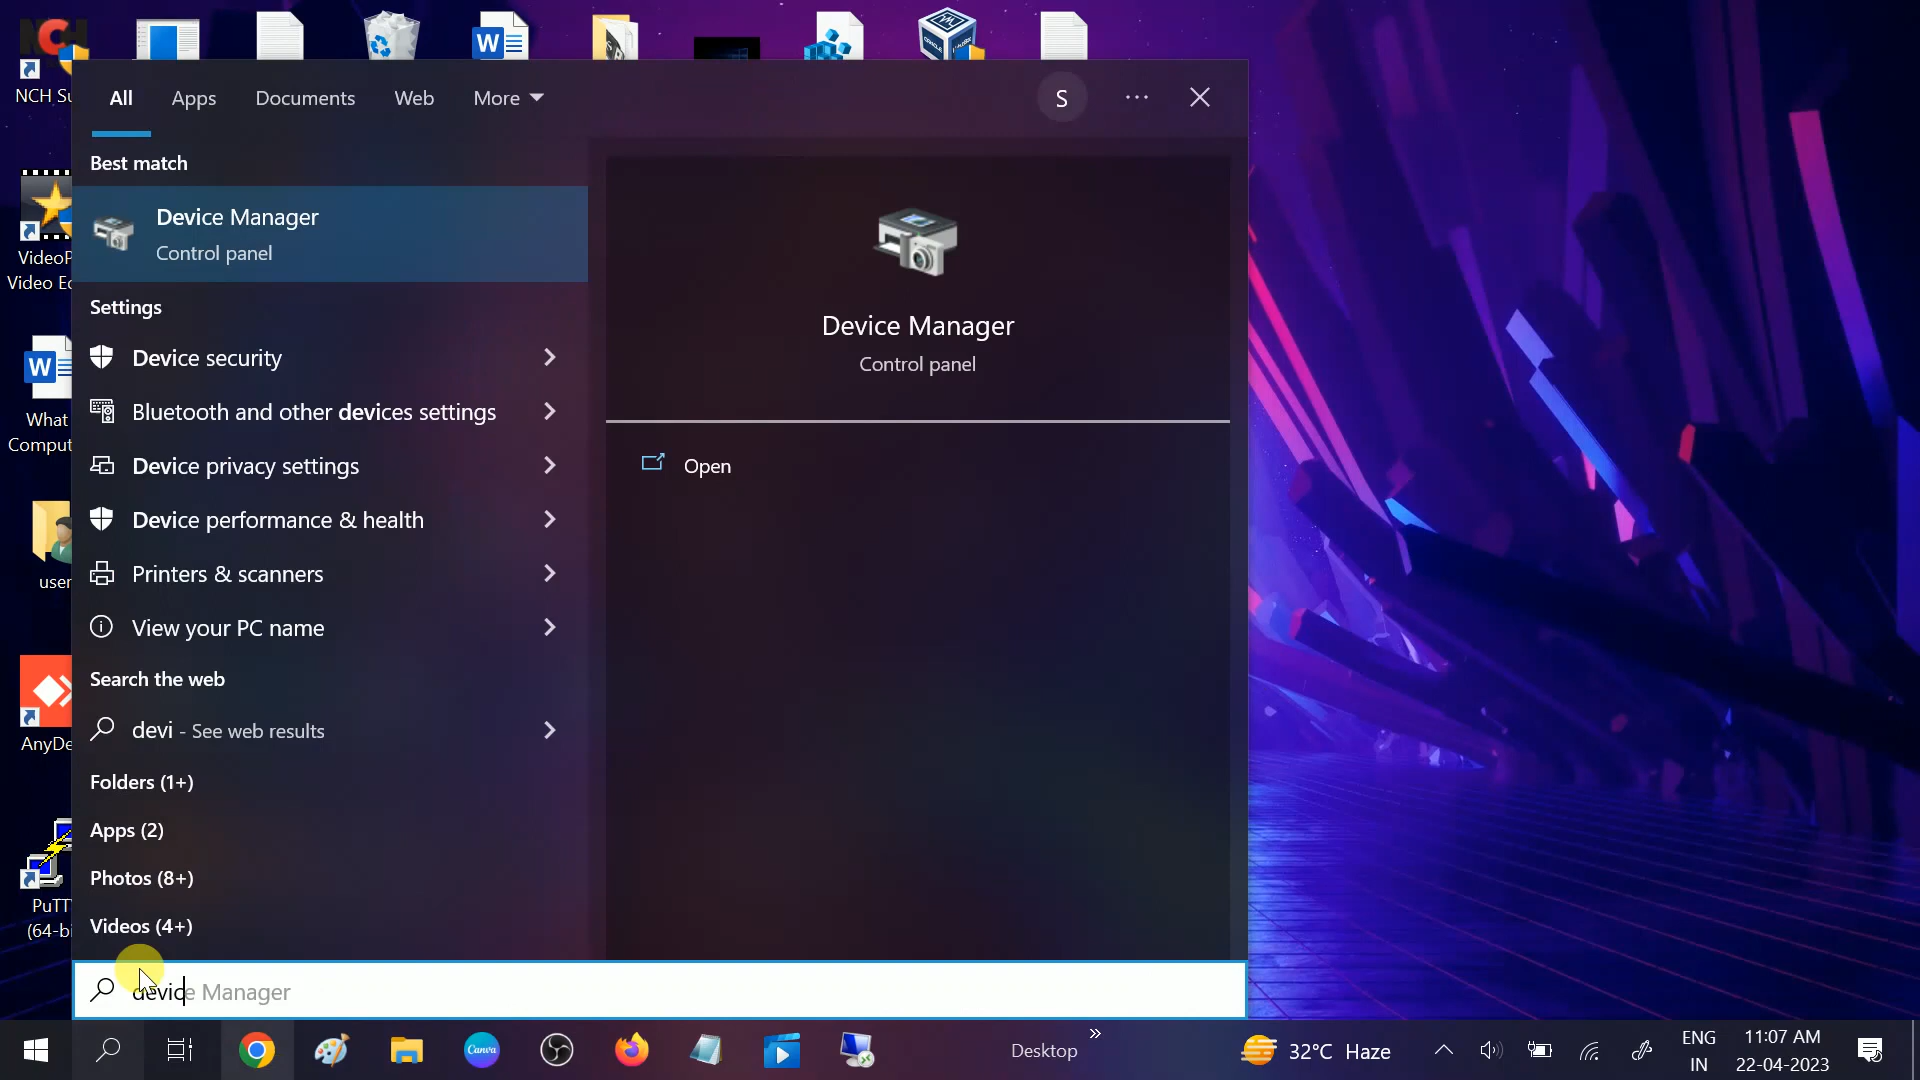 NCH Su
All
Apps
Documents
Web
More
S
Best match
Device Manager
Control panel
Settings
Device security
Bluetooth and other devices settings
Device privacy settings
Device performance & health
Printers & scanners
View your PC name
Search the web
devi - See web results
Folders (1+)
Apps (2)
Photos (8+)
Videos (4+)
device Manager
Device Manager
Control panel
Open
VideoP
Video Ed
W
W
What
Comput
user
AnyDe
PuTTY
(64-bi
Canva
Desktop
32°C Haze
ENG
IN
11:07 AM
22-04-2023